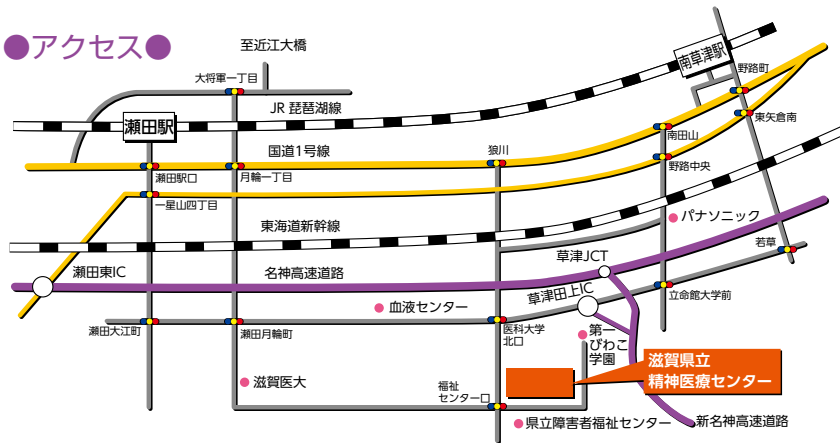 ●アクセス●
至近江大橋
大将軍一丁目
JR 琵琶湖線
南草津駅
野路町
瀬田駅
東矢倉南
国道1号線
狼川
南田山
瀬田駅口
月輪一丁目
野路中央
一星山四丁目
東海道新幹線
パナソニック
若草
瀬田東IC
名神高速道路
草津JCT
草津田上IC
立命館大学前
血液センター
瀬田大江町
瀬田月輪町
医科大学
北口
第一
びわこ
学園
滋賀県立
精神医療センター
滋賀医大
福祉
センター口
県立障害者福祉センター
新名神高速道路